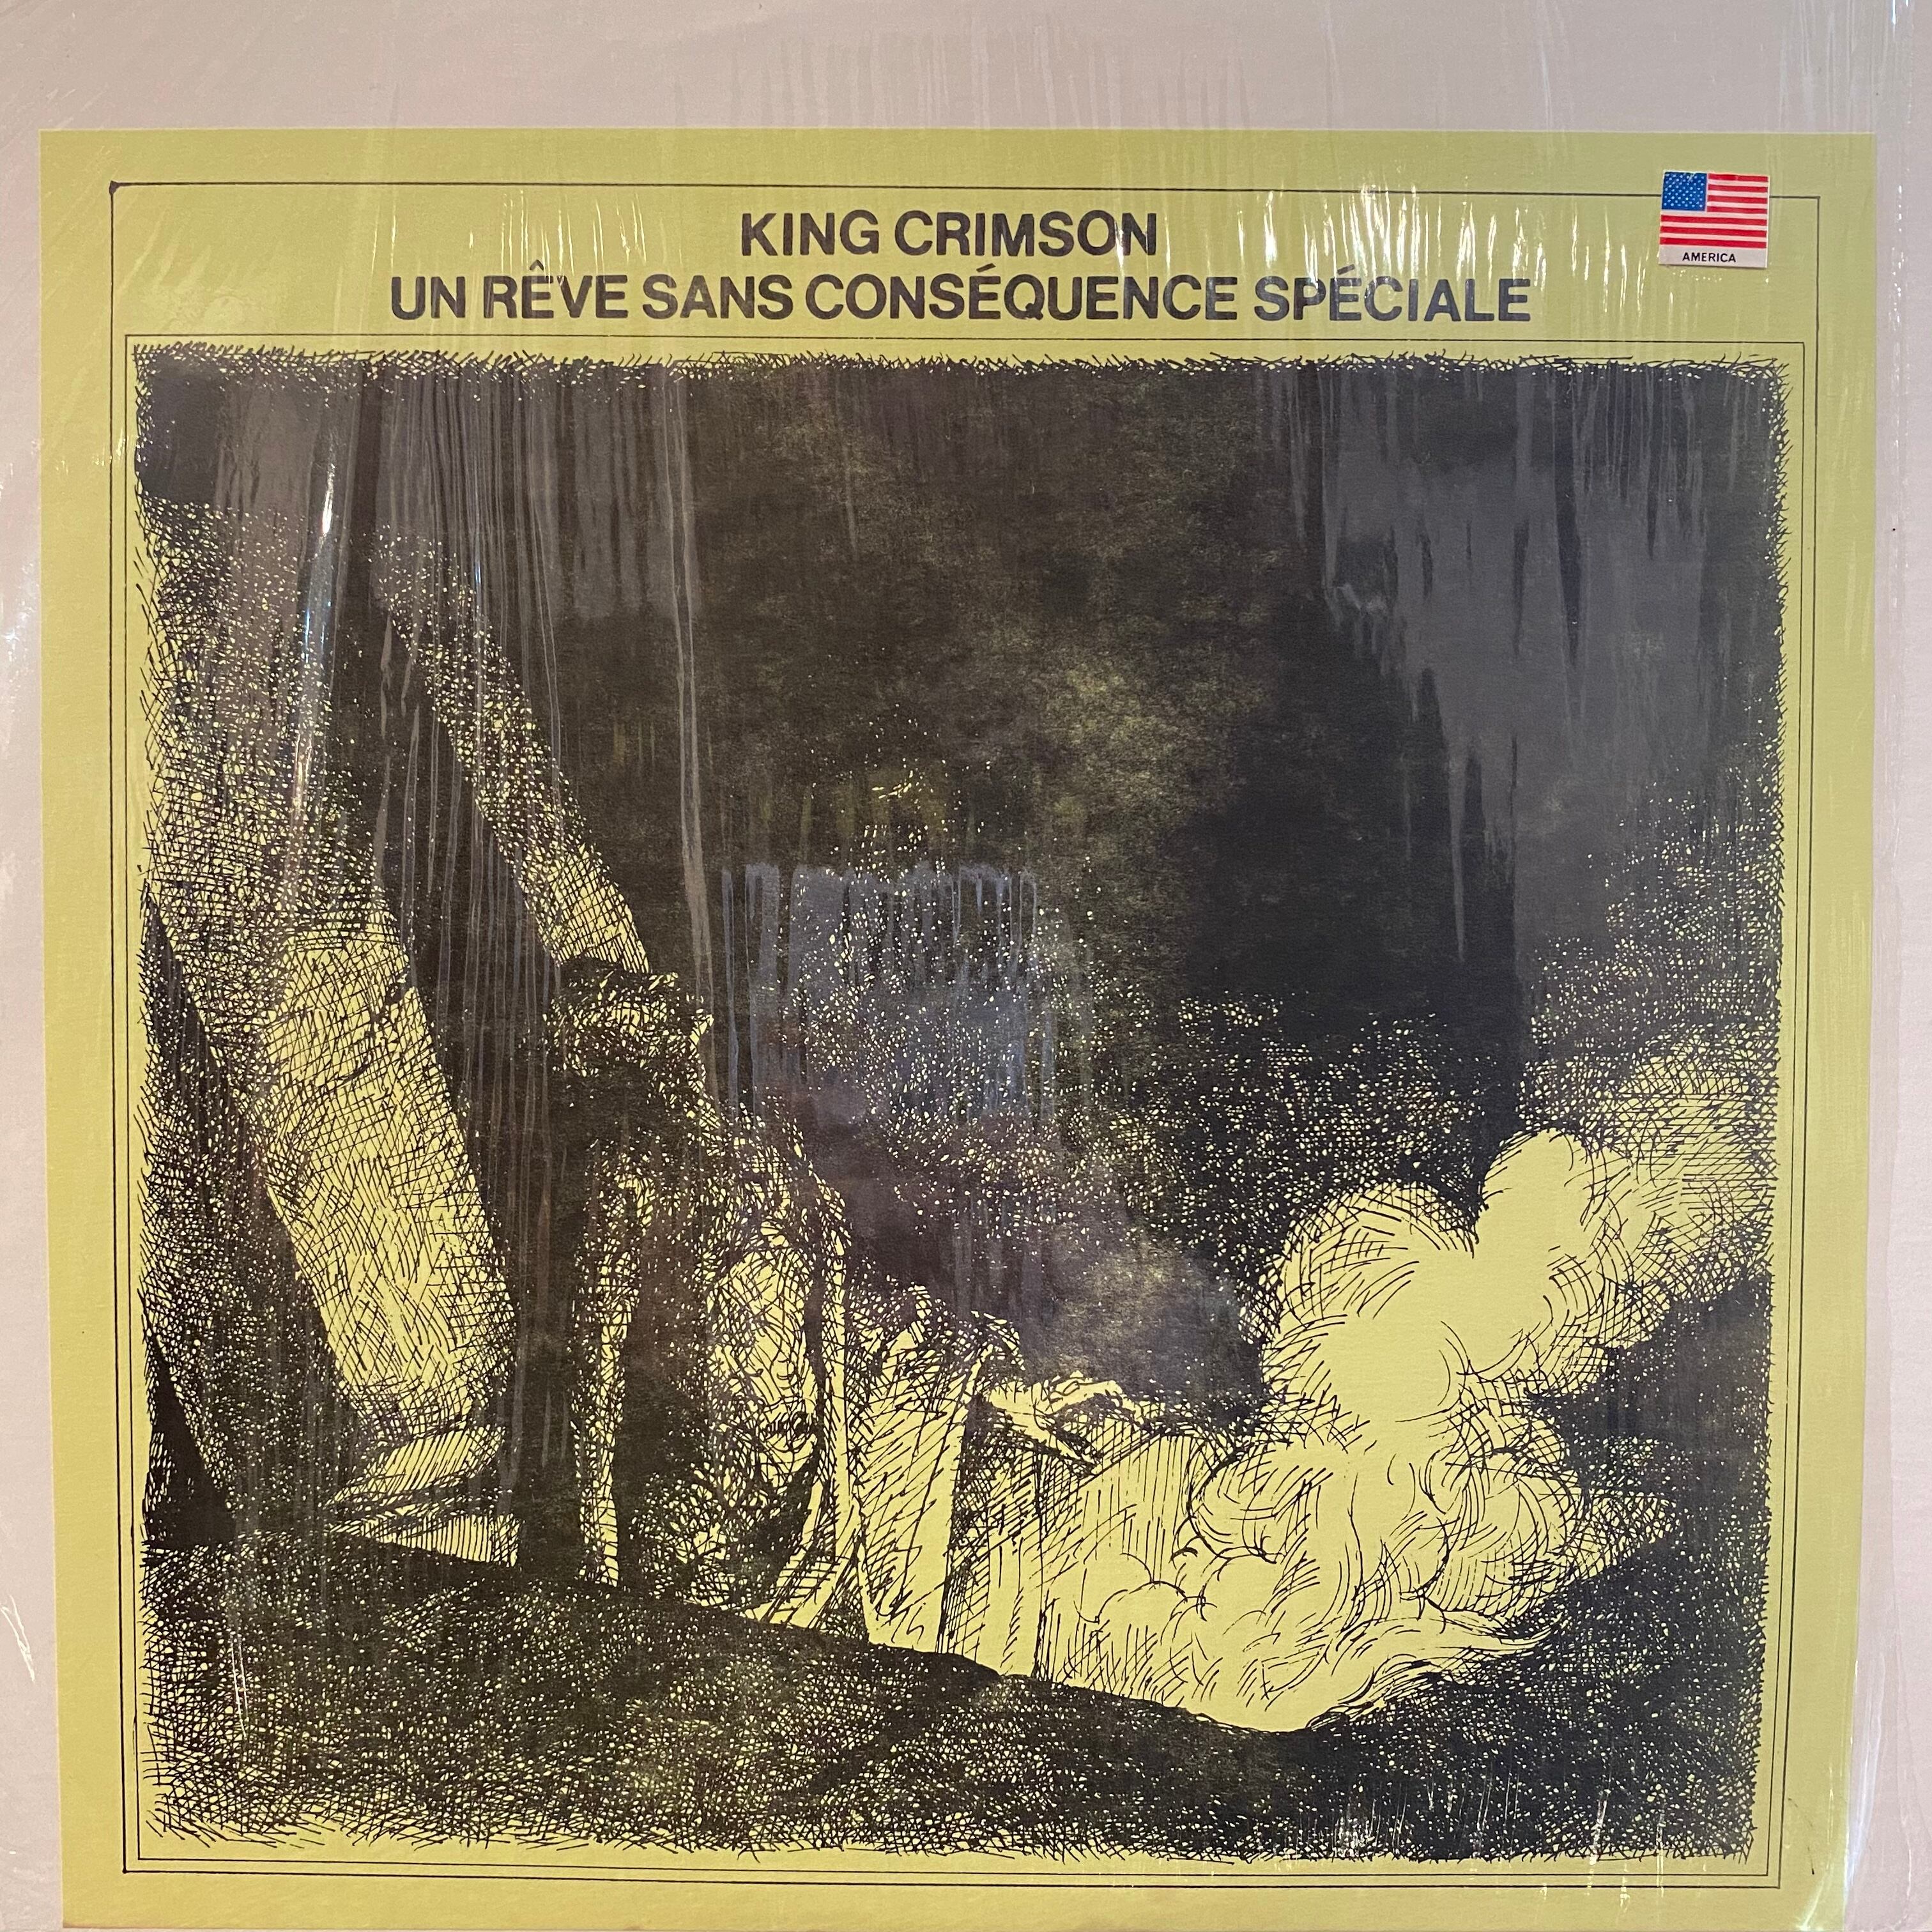 KING CRIMSON
UN RÊVE SANS CONSÉQUENCE SPÉCIALE
AMERICA